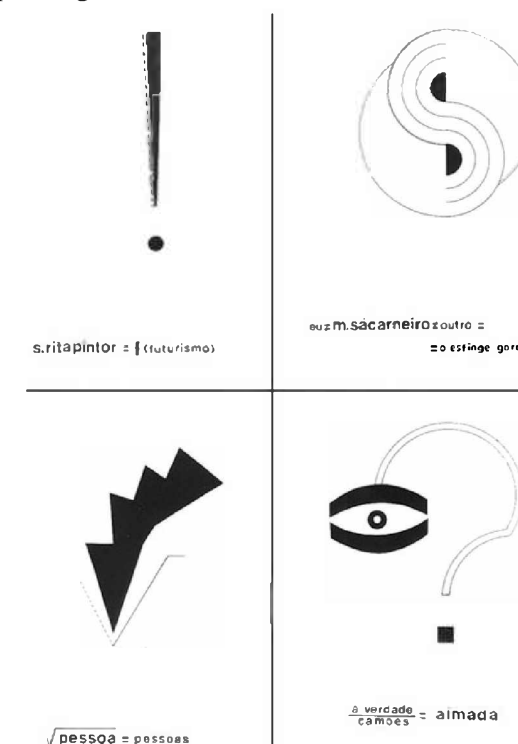 s.ritapintor = f (futurismo)
eu ≠ m.sácarneiro ≠ outro =
= o esfinge gor
√pessoa = pessoas
a verdade
camões = almada